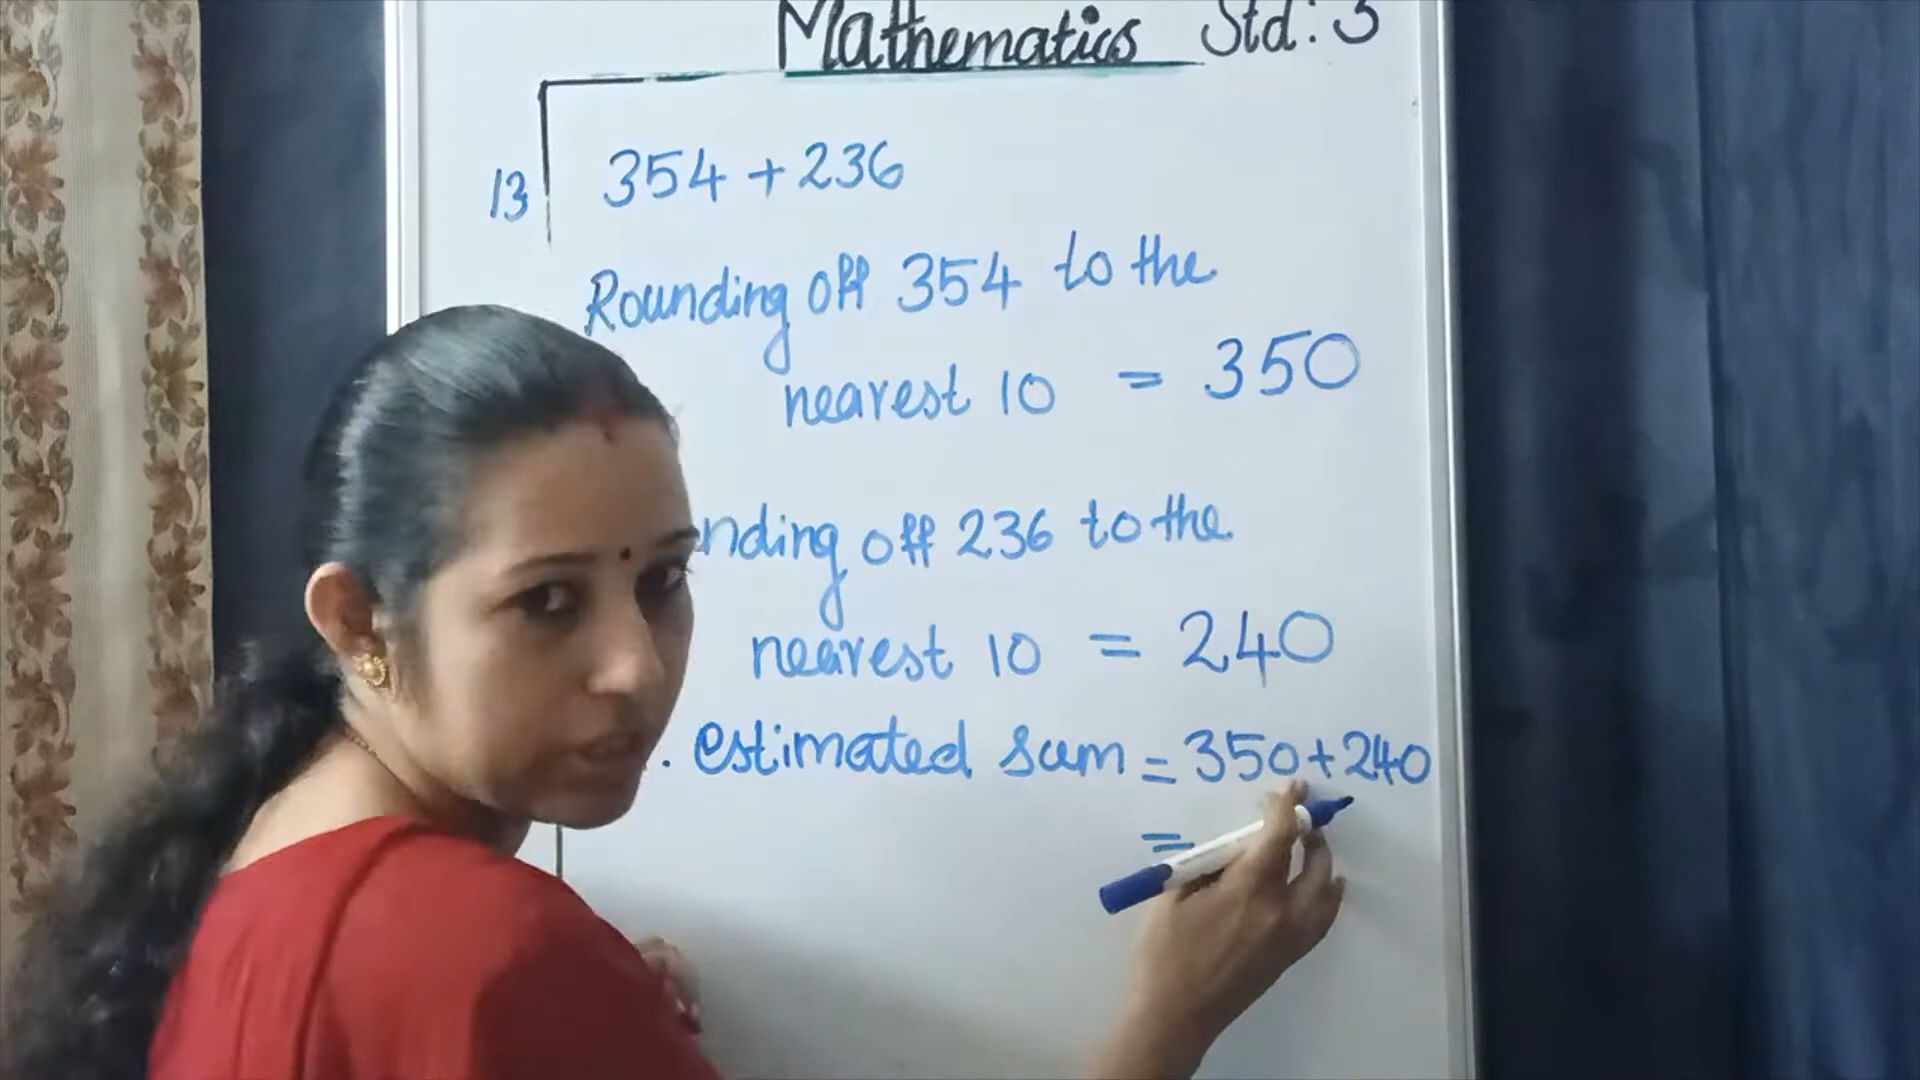 Mathematics Std: 3
13 354 + 236
Rounding off 354 to the
nearest 10 = 350
nding off 236 to the
nearest 10 = 240
. estimated sum = 350+240
=